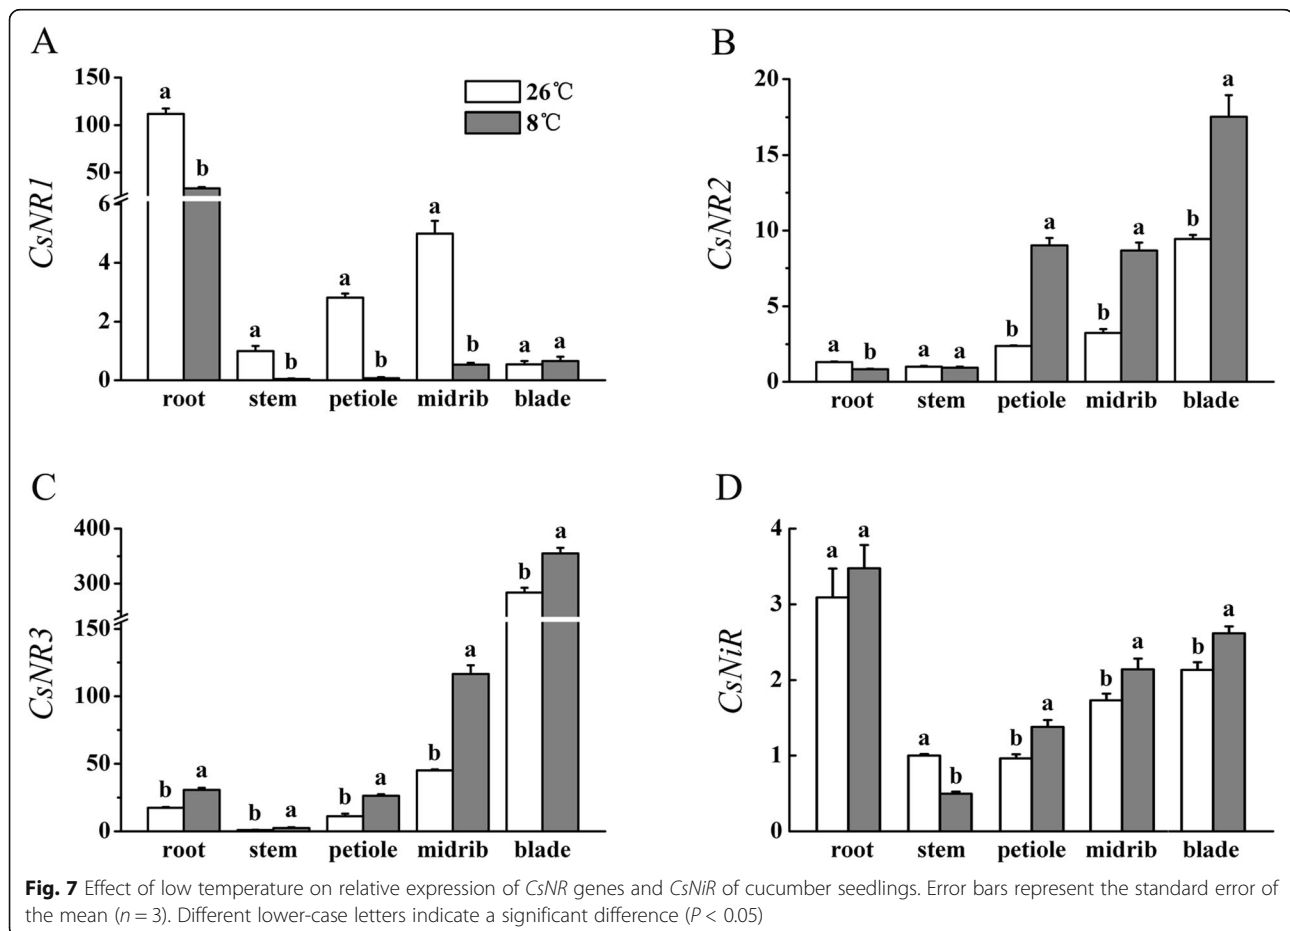 A
CsNR1
150
100
50
6
4
2
0
a
b
a
b
a
b
a
b
a
a
26℃
8℃
root stem petiole midrib blade
B
CsNR2
20
15
10
5
0
a
b
a
a
b
a
b
a
b
a
root stem petiole midrib blade
C
CsNR3
400
300
150
100
50
0
b
a
b
a
b
a
b
a
b
a
root stem petiole midrib blade
D
CsNiR
4
3
2
1
0
a
a
a
b
b
a
b
a
b
a
root stem petiole midrib blade
Fig. 7 Effect of low temperature on relative expression of CsNR genes and CsNiR of cucumber seedlings. Error bars represent the standard error of
the mean (n = 3). Different lower-case letters indicate a significant difference (P < 0.05)